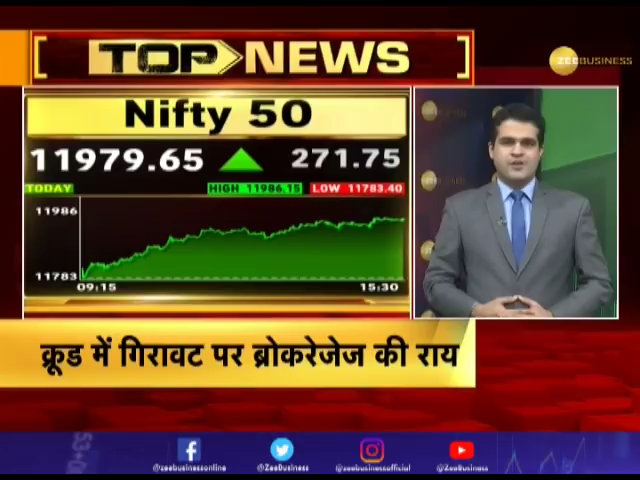 TOP NEWS
ZEEBUSINESS
Nifty 50
11979.65 271.75
TODAY HIGH 11986.15 LOW 11783.40
11986
11783
09:15 15:30
क्रूड में गिरावट पर ब्रोकरेजेज की राय
@zeebusinessonline @ZeeBusiness @zeebusinessofficial @ZeeBusiness